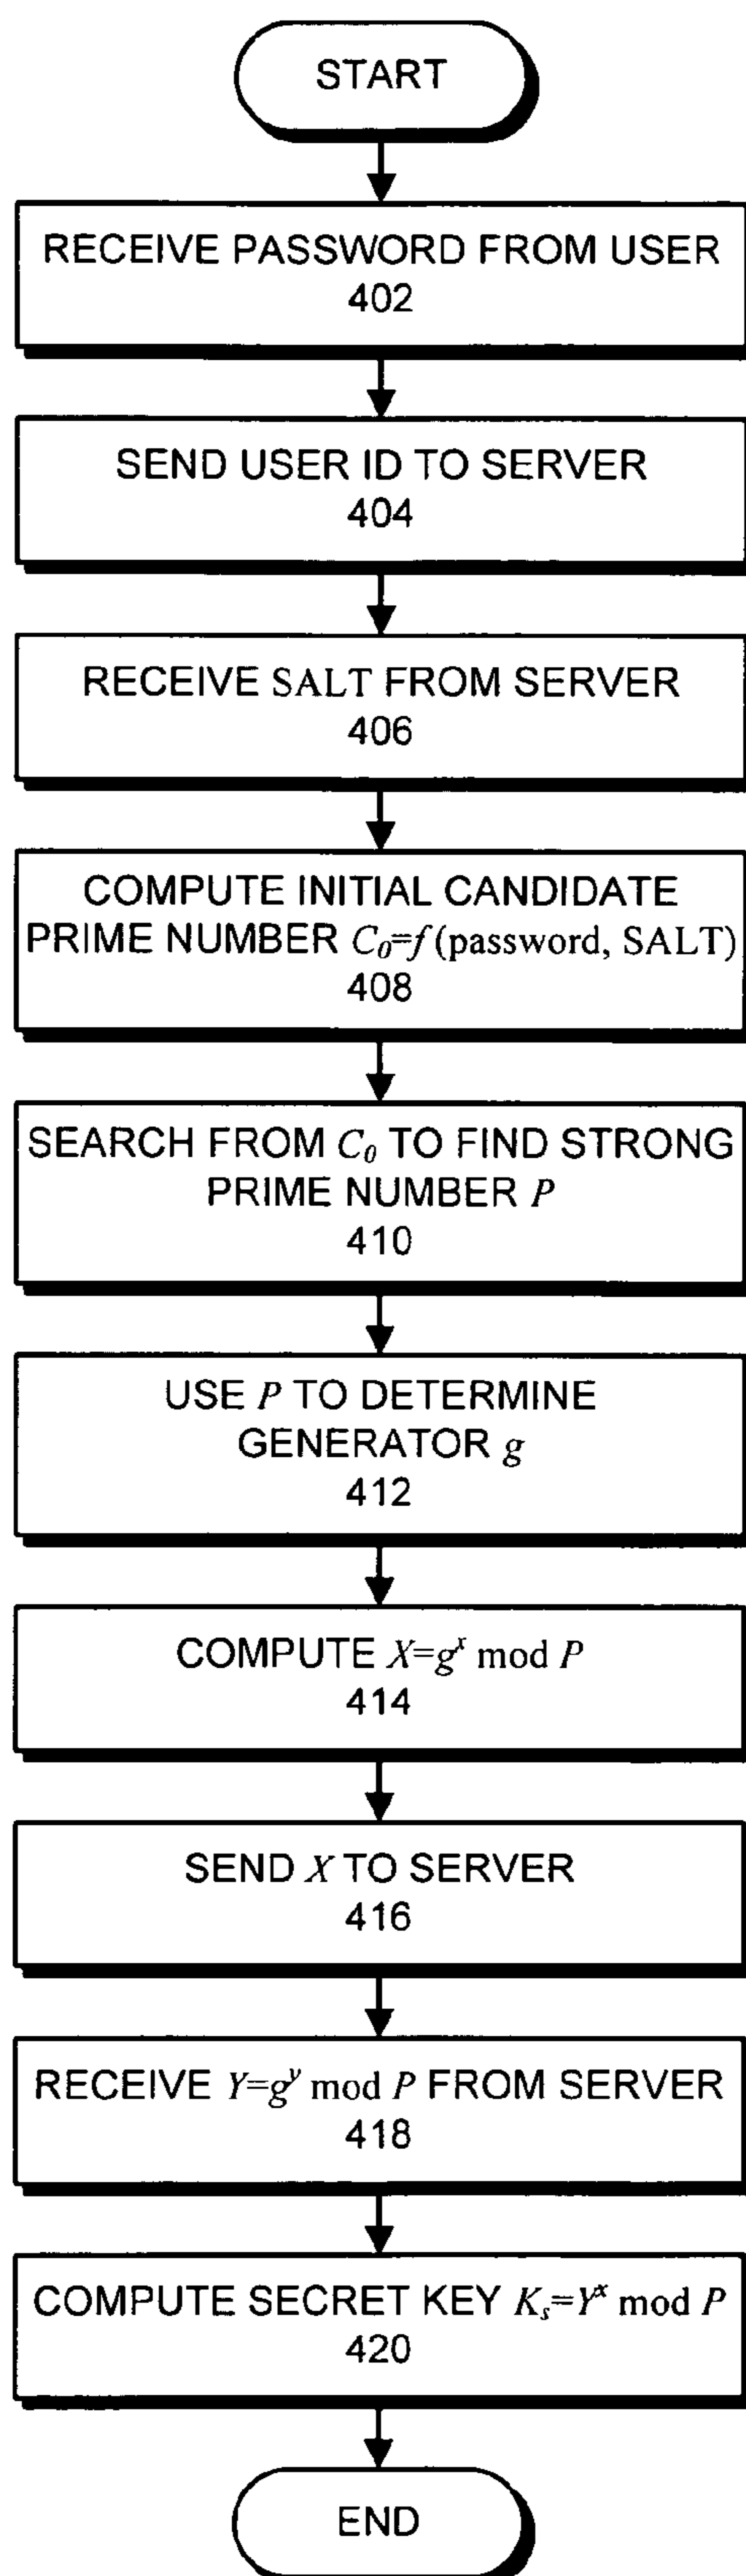 START
RECEIVE PASSWORD FROM USER
402
SEND USER ID TO SERVER
404
RECEIVE SALT FROM SERVER
406
COMPUTE INITIAL CANDIDATE
PRIME NUMBER C₀=f(password, SALT)
408
SEARCH FROM C₀ TO FIND STRONG
PRIME NUMBER P
410
USE P TO DETERMINE
GENERATOR g
412
COMPUTE X=gˣ mod P
414
SEND X TO SERVER
416
RECEIVE Y=gʸ mod P FROM SERVER
418
COMPUTE SECRET KEY Kₛ=Yˣ mod P
420
END